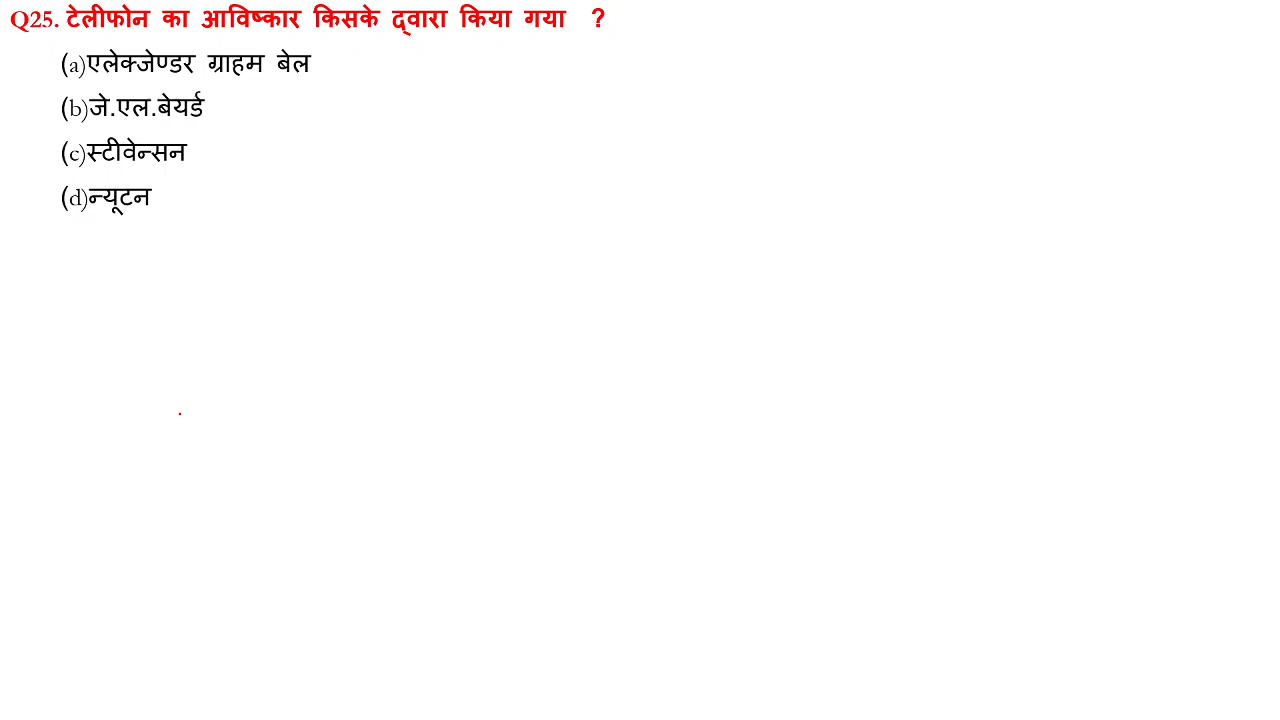 Q25. टेलीफोन का आविष्कार किसके द्वारा किया गया ?
(a)एलेक्जेण्डर ग्राहम बेल
(b)जे.एल.बेयर्ड
(c)स्टीवेन्सन
(d)न्यूटन